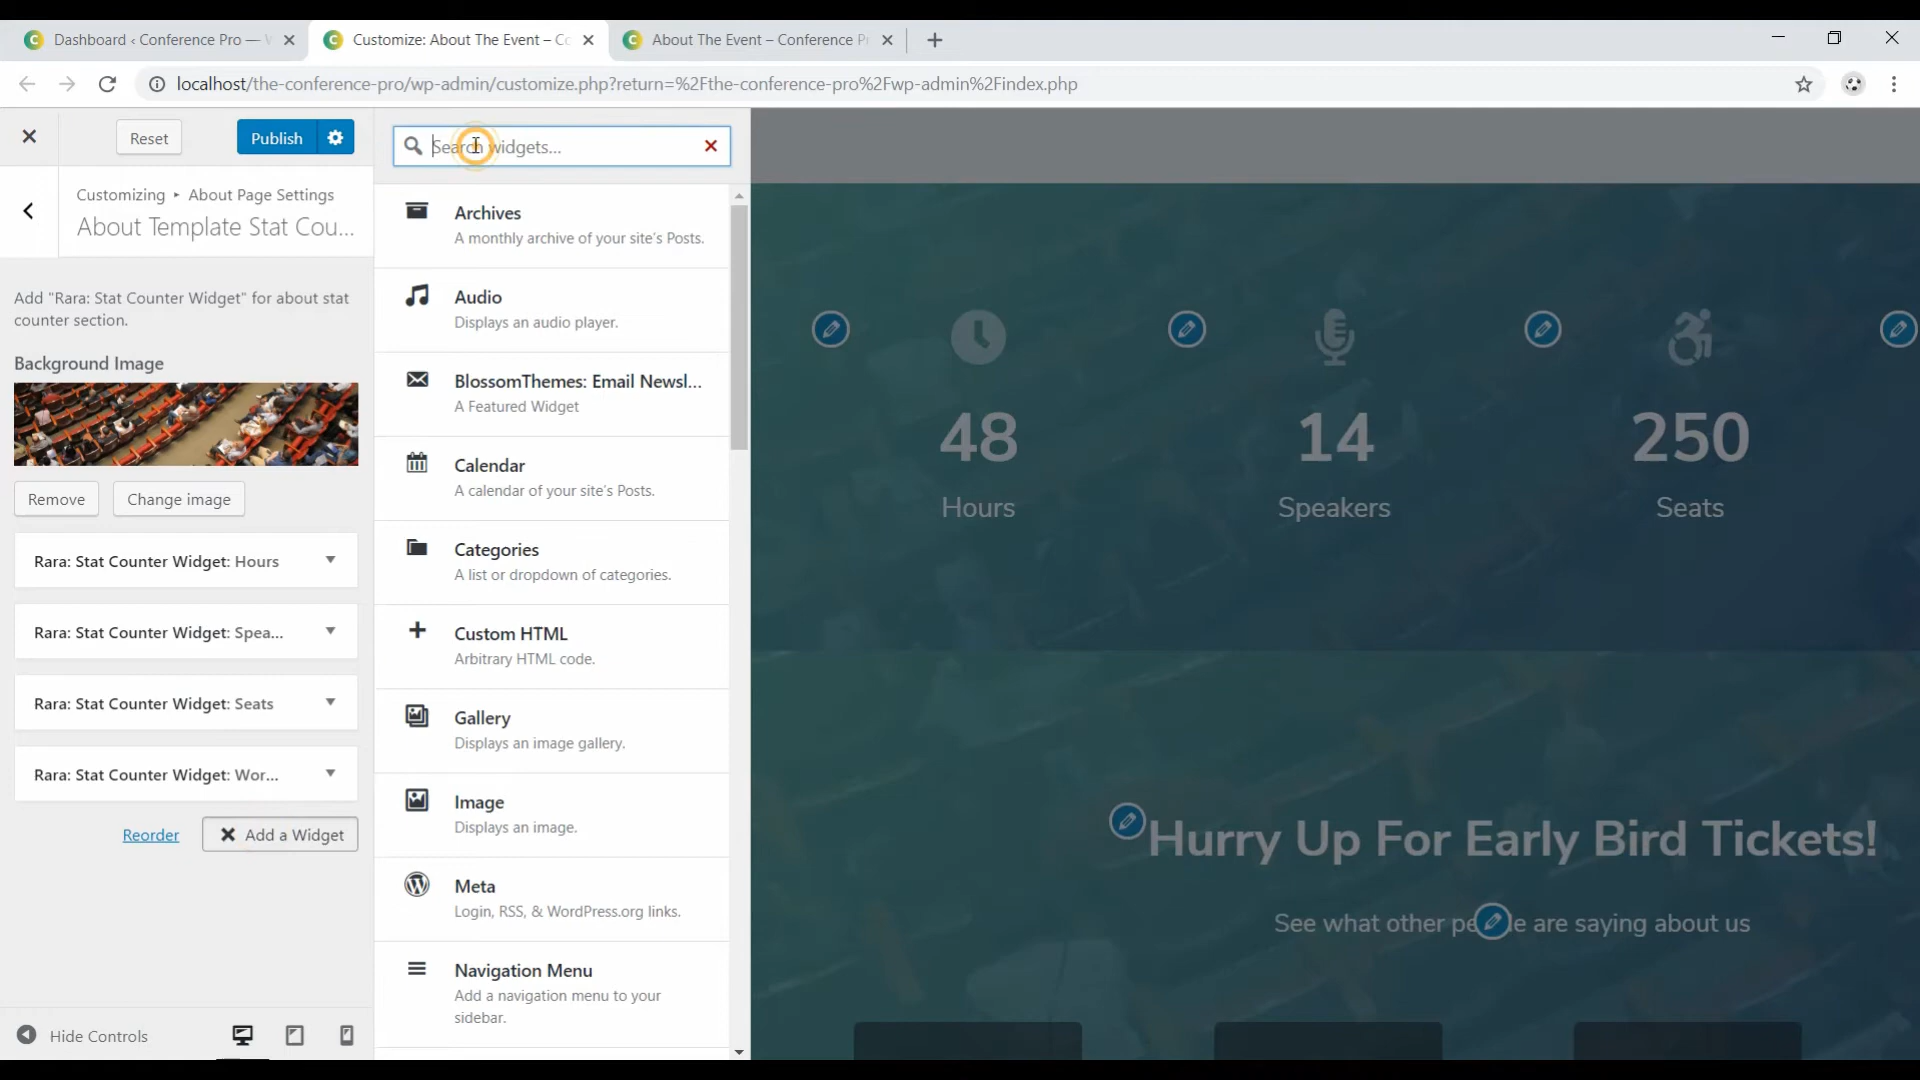 Dashboard ‹ Conference Pro —
Customize: About The Event – Co
About The Event – Conference P
localhost/the-conference-pro/wp-admin/customize.php?return=%2Fthe-conference-pro%2Fwp-admin%2Findex.php
Reset
Publish
Customizing ▸ About Page Settings
About Template Stat Cou...
Add "Rara: Stat Counter Widget" for about stat
counter section.
Background Image
Remove
Change image
Rara: Stat Counter Widget: Hours
Rara: Stat Counter Widget: Spea...
Rara: Stat Counter Widget: Seats
Rara: Stat Counter Widget: Wor...
Reorder
Add a Widget
Hide Controls
Search widgets...
Archives
A monthly archive of your site's Posts.
Audio
Displays an audio player.
BlossomThemes: Email Newsl...
A Featured Widget
Calendar
A calendar of your site's Posts.
Categories
A list or dropdown of categories.
Custom HTML
Arbitrary HTML code.
Gallery
Displays an image gallery.
Image
Displays an image.
Meta
Login, RSS, & WordPress.org links.
Navigation Menu
Add a navigation menu to your
sidebar.
48
Hours
14
Speakers
250
Seats
Hurry Up For Early Bird Tickets!
See what other people are saying about us